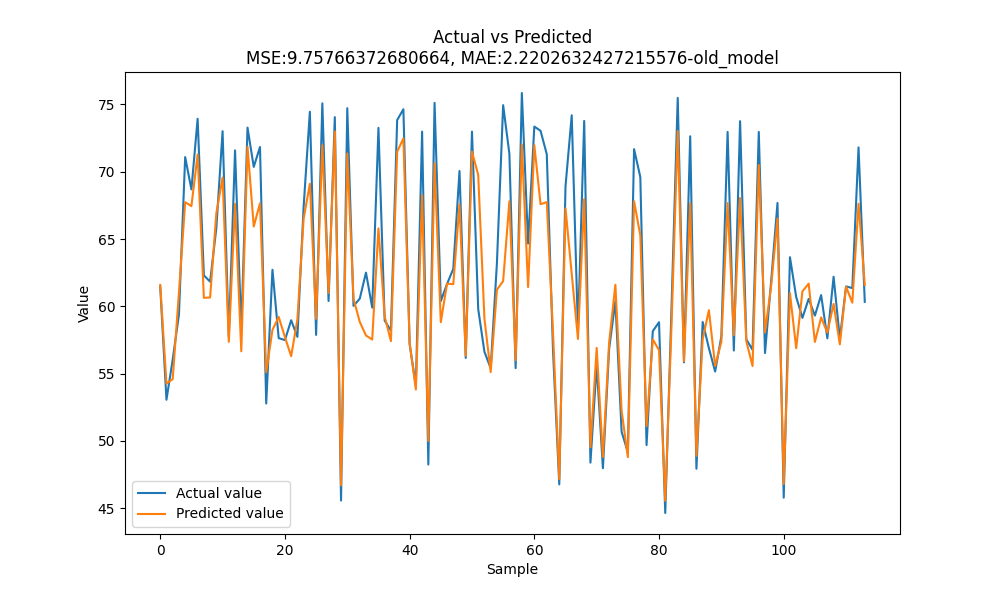 Actual vs Predicted
MSE:9.75766372680664, MAE:2.2202632427215576-old_model
Value
75
70
65
60
55
50
45
Actual value
Predicted value
0 20 40 60 80 100
Sample